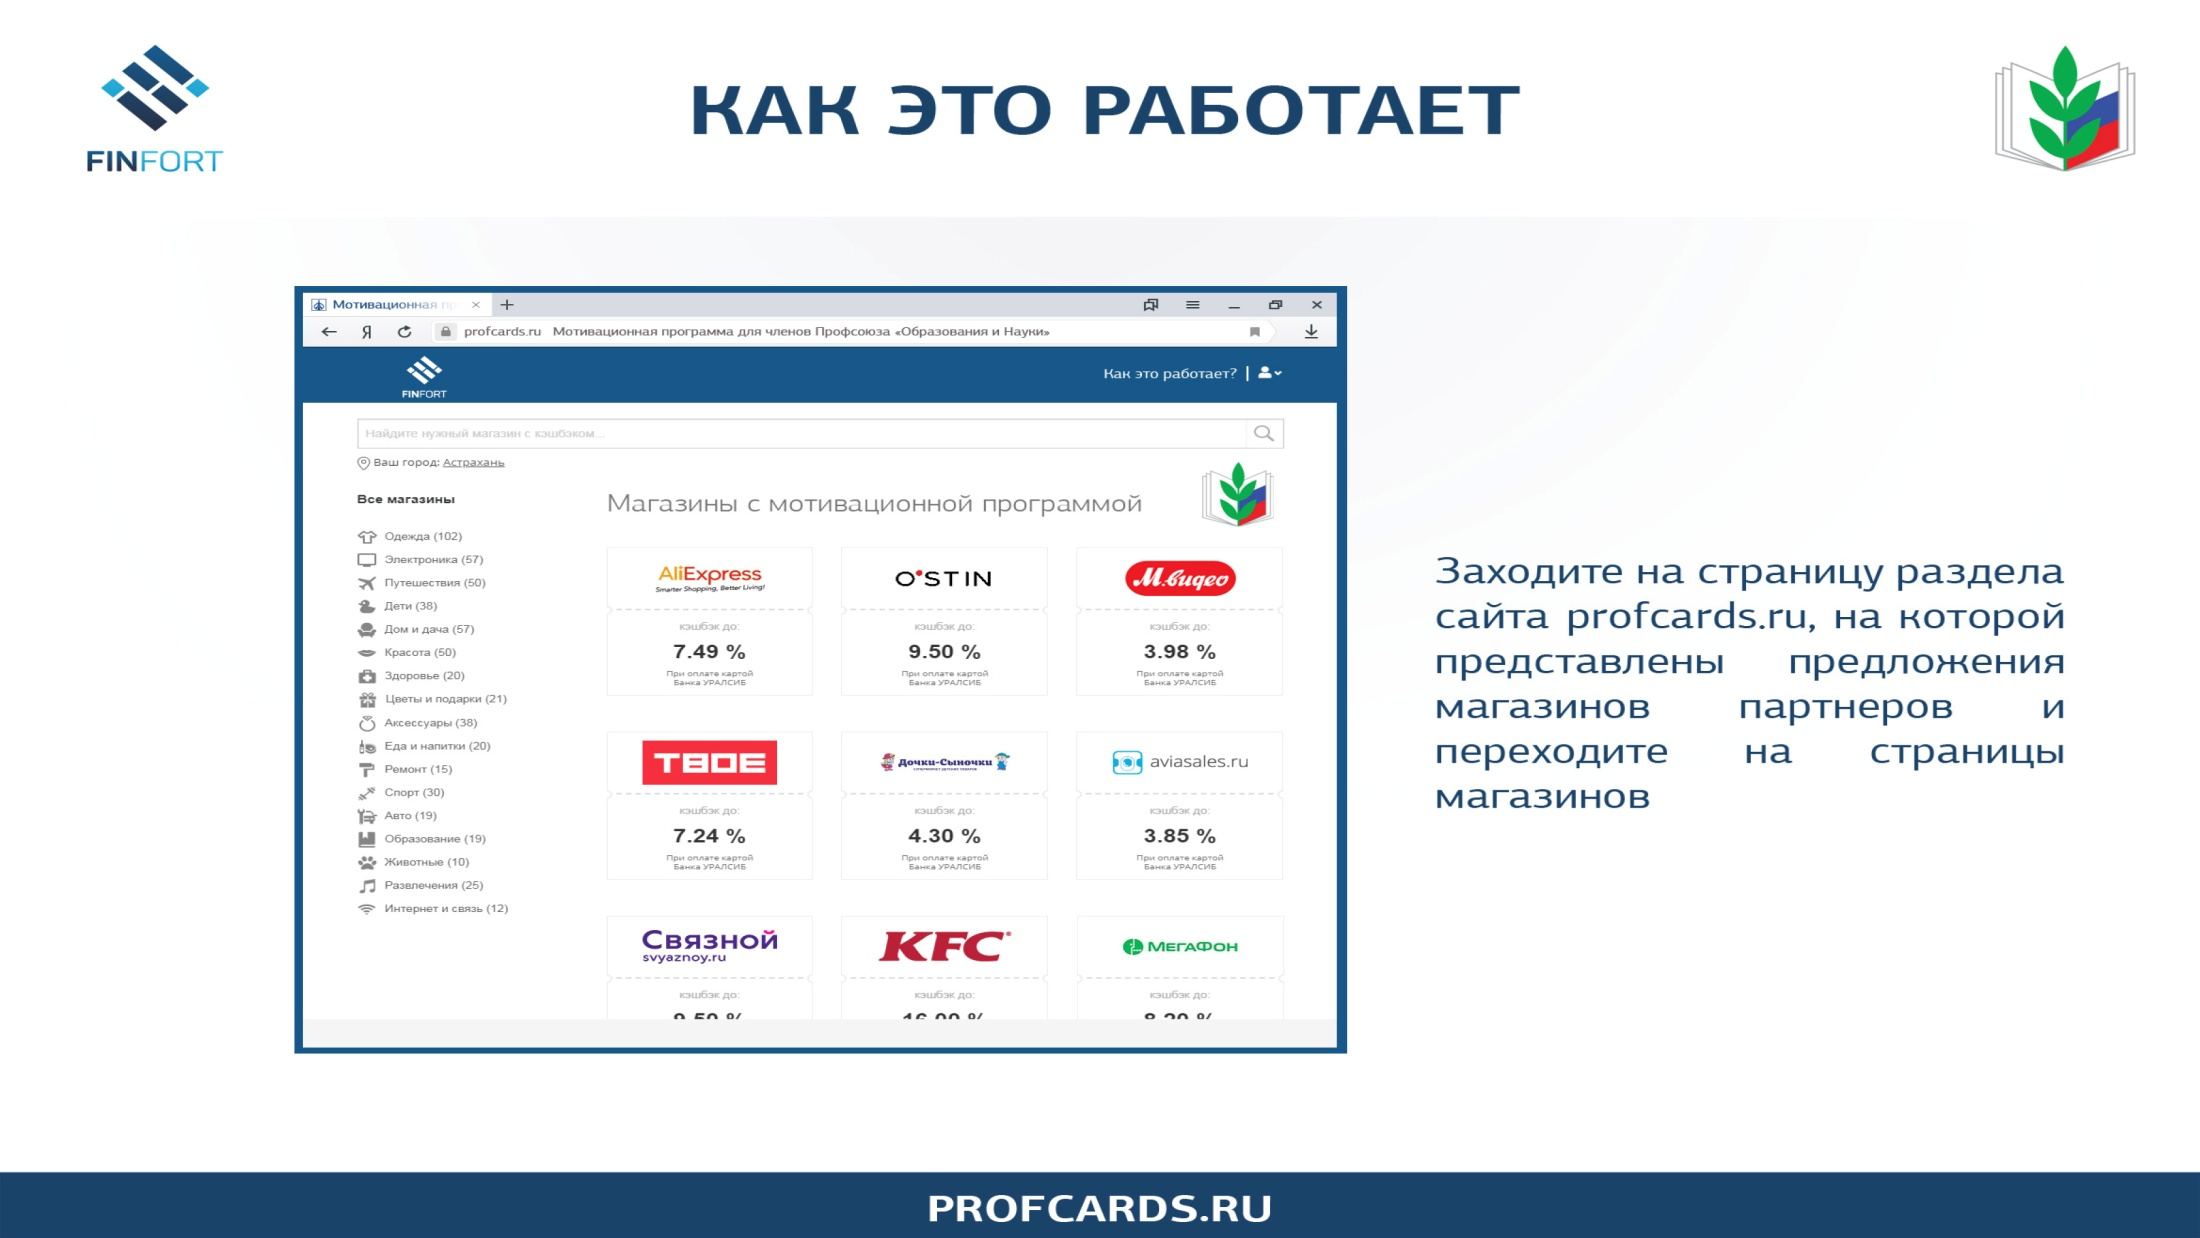 FINFORT
КАК ЭТО РАБОТАЕТ
Мотивационная
profcards.ru Мотивационная программа для членов Профсоюза «Образования и Науки»
FINFORT
Как это работает?
Найдите нужный магазин с кэшбэком...
Ваш город: Астрахань
Все магазины
Одежда (102)
Электроника (57)
Путешествия (50)
Дети (38)
Дом и дача (57)
Красота (50)
Здоровье (20)
Цветы и подарки (21)
Аксессуары (38)
Еда и напитки (20)
Ремонт (15)
Спорт (30)
Авто (19)
Образование (19)
Животные (10)
Развлечения (25)
Интернет и связь (12)
Магазины с мотивационной программой
AliExpress
Smarter Shopping, Better Living!
кэшбэк до:
7.49 %
При оплате картой
Банка УРАЛСИБ
O'STIN
кэшбэк до:
9.50 %
При оплате картой
Банка УРАЛСИБ
М.видео
кэшбэк до:
3.98 %
При оплате картой
Банка УРАЛСИБ
ТВОЕ
кэшбэк до:
7.24 %
При оплате картой
Банка УРАЛСИБ
Дочки-Сыночки
кэшбэк до:
4.30 %
При оплате картой
Банка УРАЛСИБ
aviasales.ru
кэшбэк до:
3.85 %
При оплате картой
Банка УРАЛСИБ
Связной
svyaznoy.ru
кэшбэк до:
9.50 %
KFC
кэшбэк до:
16.00 %
МЕГАФОН
кэшбэк до:
8.20 %
Заходите на страницу раздела
сайта profcards.ru, на которой
представлены предложения
магазинов партнеров и
переходите на страницы
магазинов
PROFCARDS.RU